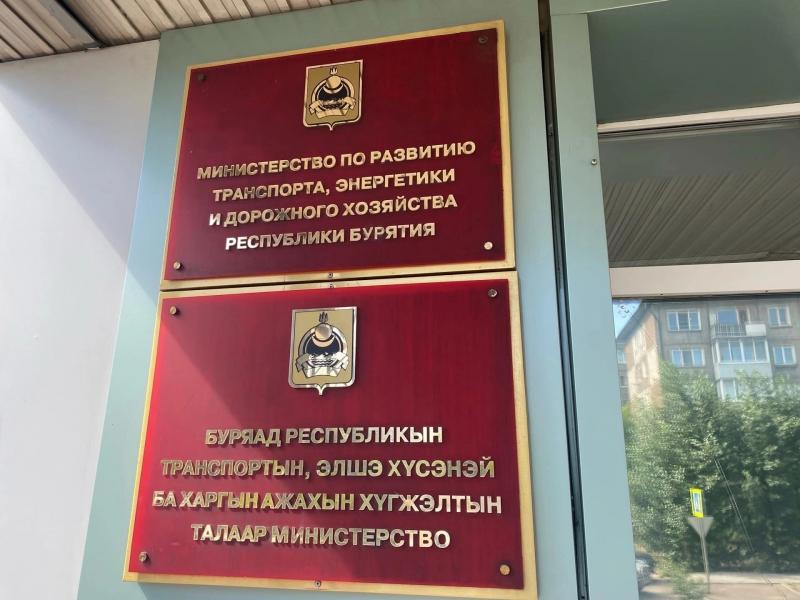 МИНИСТЕРСТВО ПО РАЗВИТИЮ
ТРАНСПОРТА, ЭНЕРГЕТИКИ
И ДОРОЖНОГО ХОЗЯЙСТВА
РЕСПУБЛИКИ БУРЯТИЯ
БУРЯАД РЕСПУБЛИКЫН
ТРАНСПОРТЫН, ЭЛШЭ ХҮСЭНЭЙ
БА ХАРГЫН АЖАХЫН ХҮГЖЭЛТЫН
ТАЛААР МИНИСТЕРСТВО